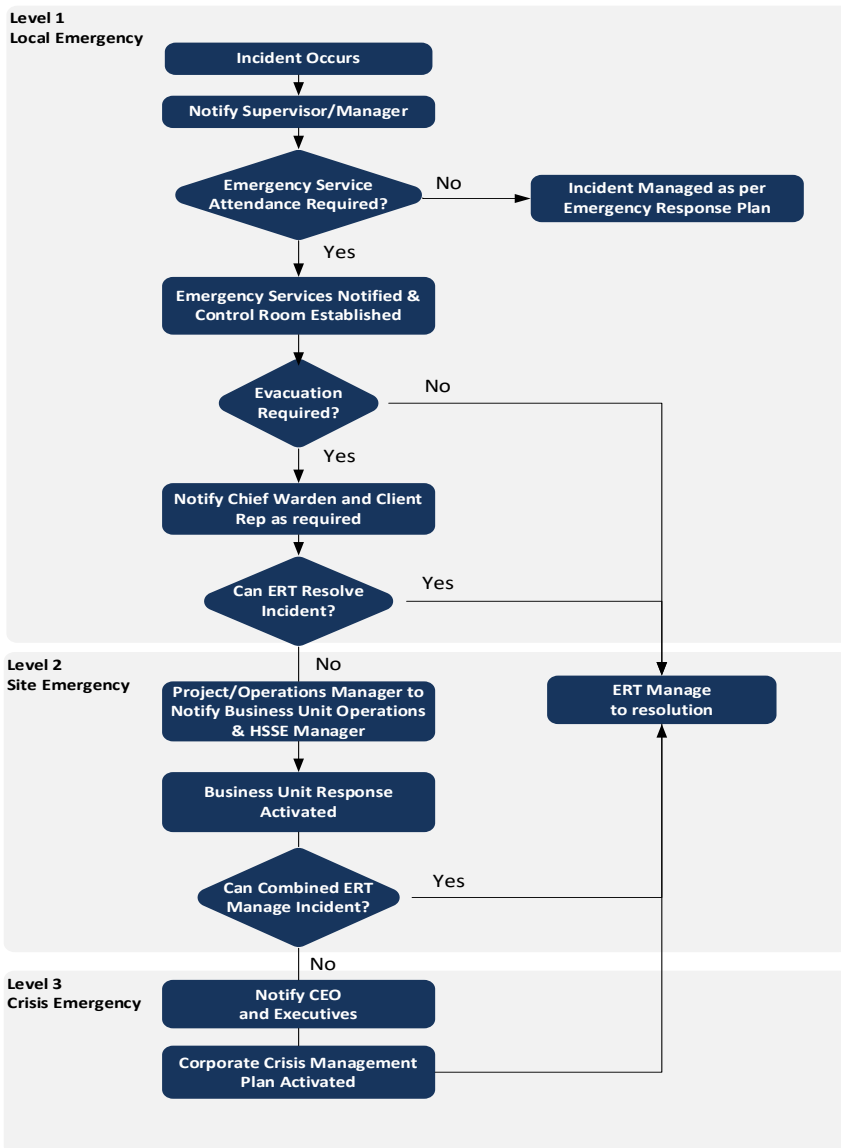 Level 1
Local Emergency
Incident Occurs
Notify Supervisor/Manager
Emergency Service
Attendance Required?
No
Incident Managed as per
Emergency Response Plan
Yes
Emergency Services Notified &
Control Room Established
Evacuation
Required?
No
Yes
Notify Chief Warden and Client
Rep as required
Can ERT Resolve
Incident?
Yes
No
Level 2
Site Emergency
Project/Operations Manager to
Notify Business Unit Operations
& HSSE Manager
ERT Manage
to resolution
Business Unit Response
Activated
Can Combined ERT
Manage Incident?
Yes
No
Level 3
Crisis Emergency
Notify CEO
and Executives
Corporate Crisis Management
Plan Activated